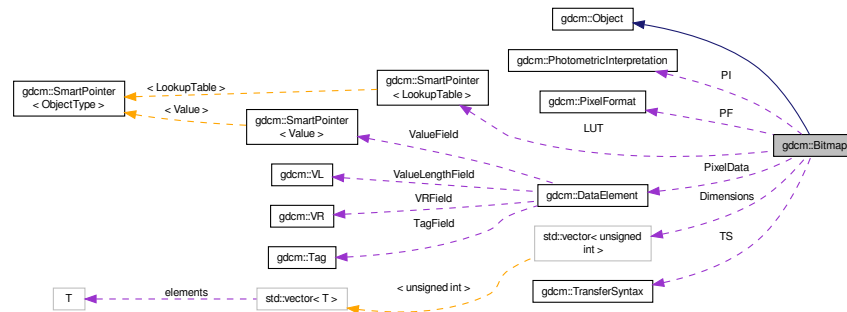 gdcm::Object
gdcm::PhotometricInterpretation
PI
gdcm::SmartPointer
< ObjectType >
< LookupTable >
gdcm::SmartPointer
< LookupTable >
gdcm::PixelFormat
PF
< Value >
gdcm::SmartPointer
< Value >
ValueField
LUT
gdcm::Bitmap
gdcm::VL
ValueLengthField
PixelData
gdcm::VR
VRField
gdcm::DataElement
Dimensions
TagField
gdcm::Tag
std::vector< unsigned
int >
TS
T
elements
std::vector< T >
< unsigned int >
gdcm::TransferSyntax